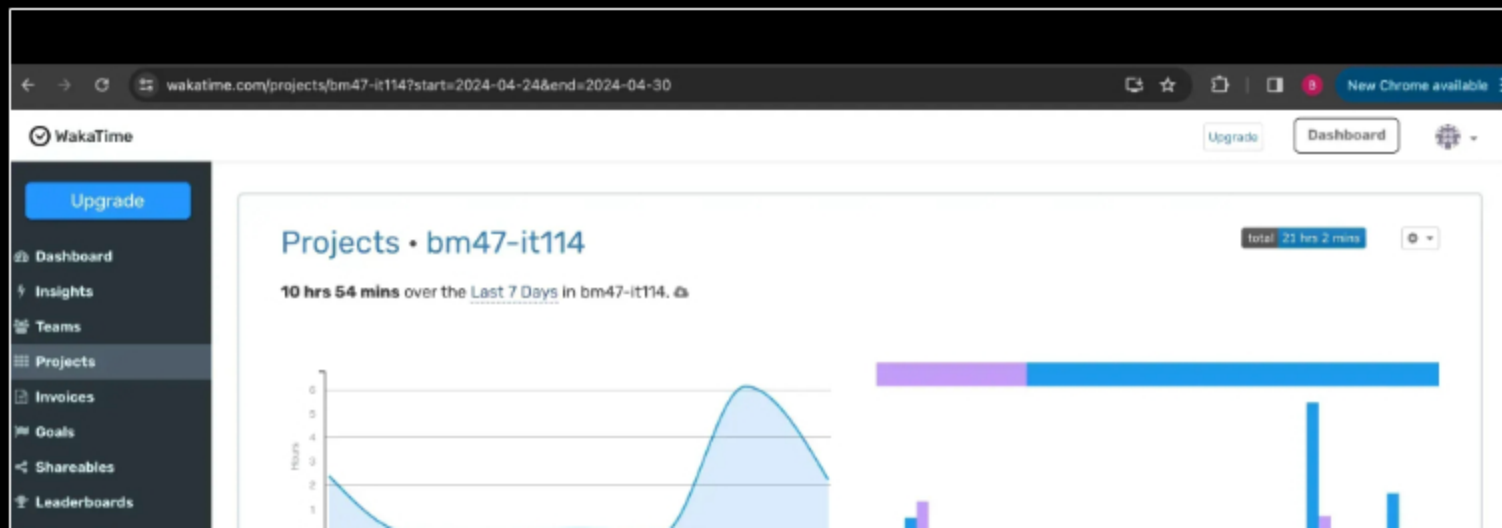 wakatime.com/projects/bm47-it114?start=2024-04-24&end=2024-04-30
B
New Chrome available
WakaTime
Upgrade
Dashboard
Upgrade
Dashboard
Insights
Teams
Projects
Invoices
Goals
Shareables
Leaderboards
Projects • bm47-it114
total 21 hrs 2 mins
10 hrs 54 mins over the Last 7 Days in bm47-it114.
Hours
6
5
4
3
2
1